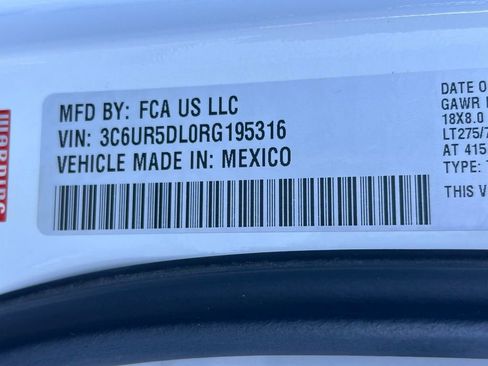 MFD BY: FCA US LLC
VIN: 3C6UR5DL0RG195316
VEHICLE MADE IN: MEXICO
WARNING
DATE O
GAWR
18X8.0
LT275/7
AT 415
TYPE:
THIS V